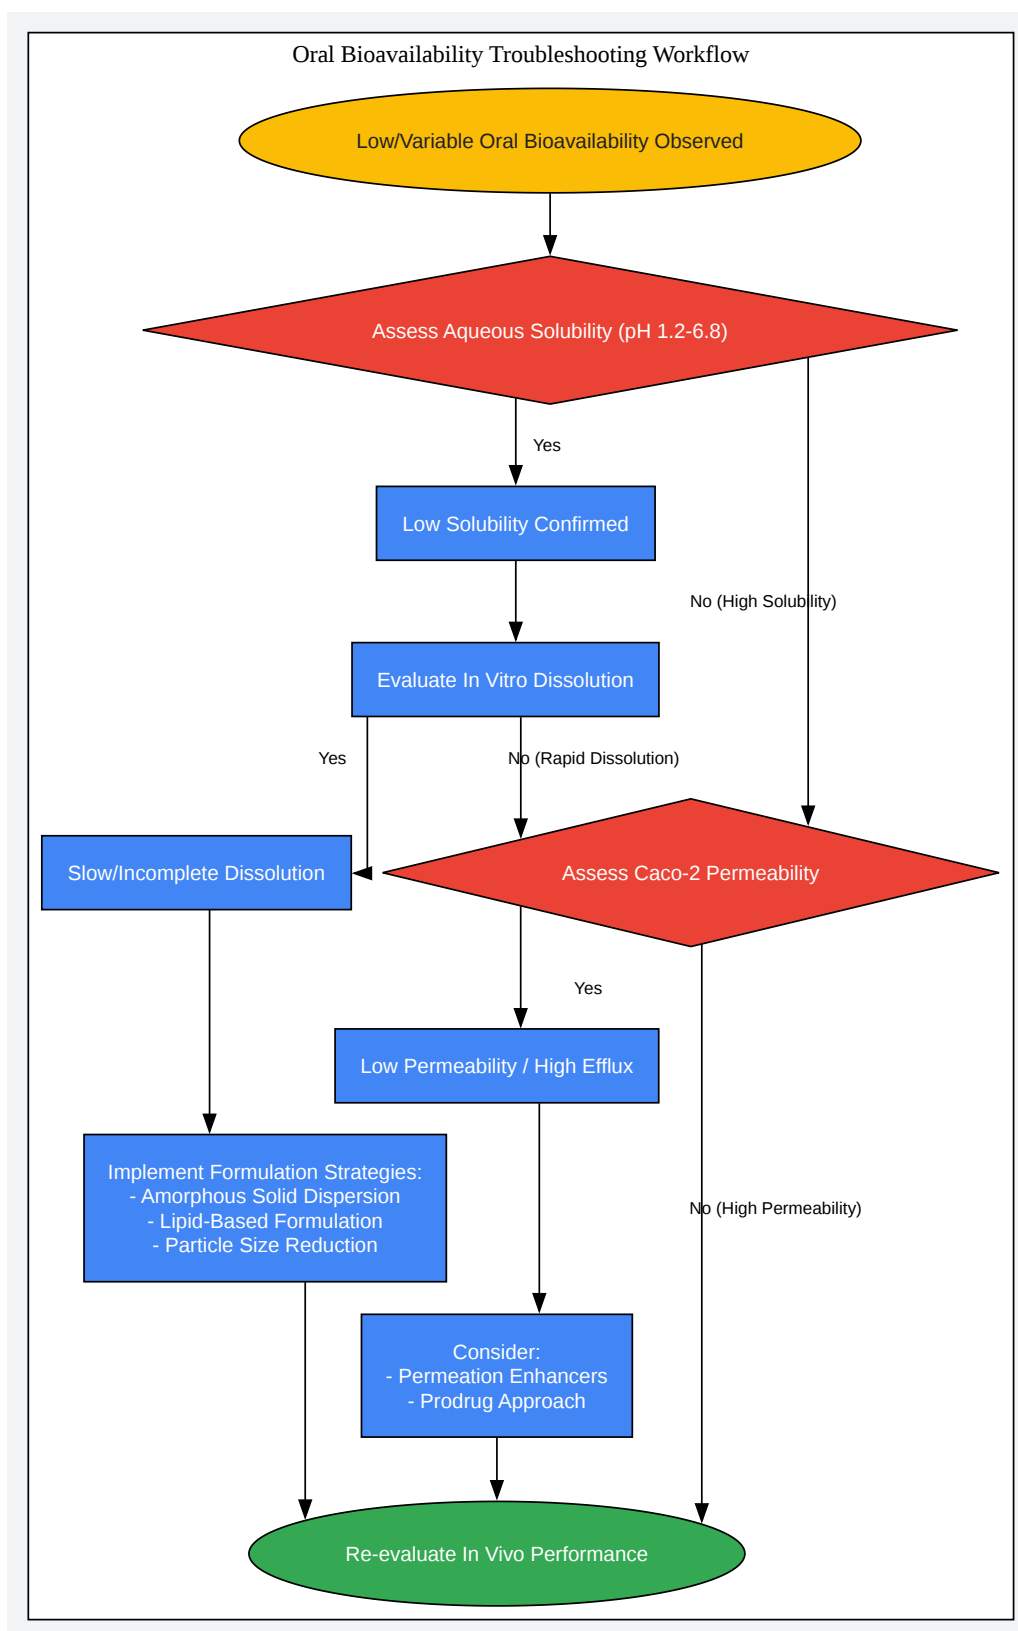 Oral Bioavailability Troubleshooting Workflow
Low/Variable Oral Bioavailability Observed
Assess Aqueous Solubility (pH 1.2-6.8)
Yes
Low Solubility Confirmed
No (High Solubility)
Evaluate In Vitro Dissolution
Yes
No (Rapid Dissolution)
Slow/Incomplete Dissolution
Assess Caco-2 Permeability
Yes
Low Permeability / High Efflux
Implement Formulation Strategies:
- Amorphous Solid Dispersion
- Lipid-Based Formulation
- Particle Size Reduction
No (High Permeability)
Consider:
- Permeation Enhancers
- Prodrug Approach
Re-evaluate In Vivo Performance